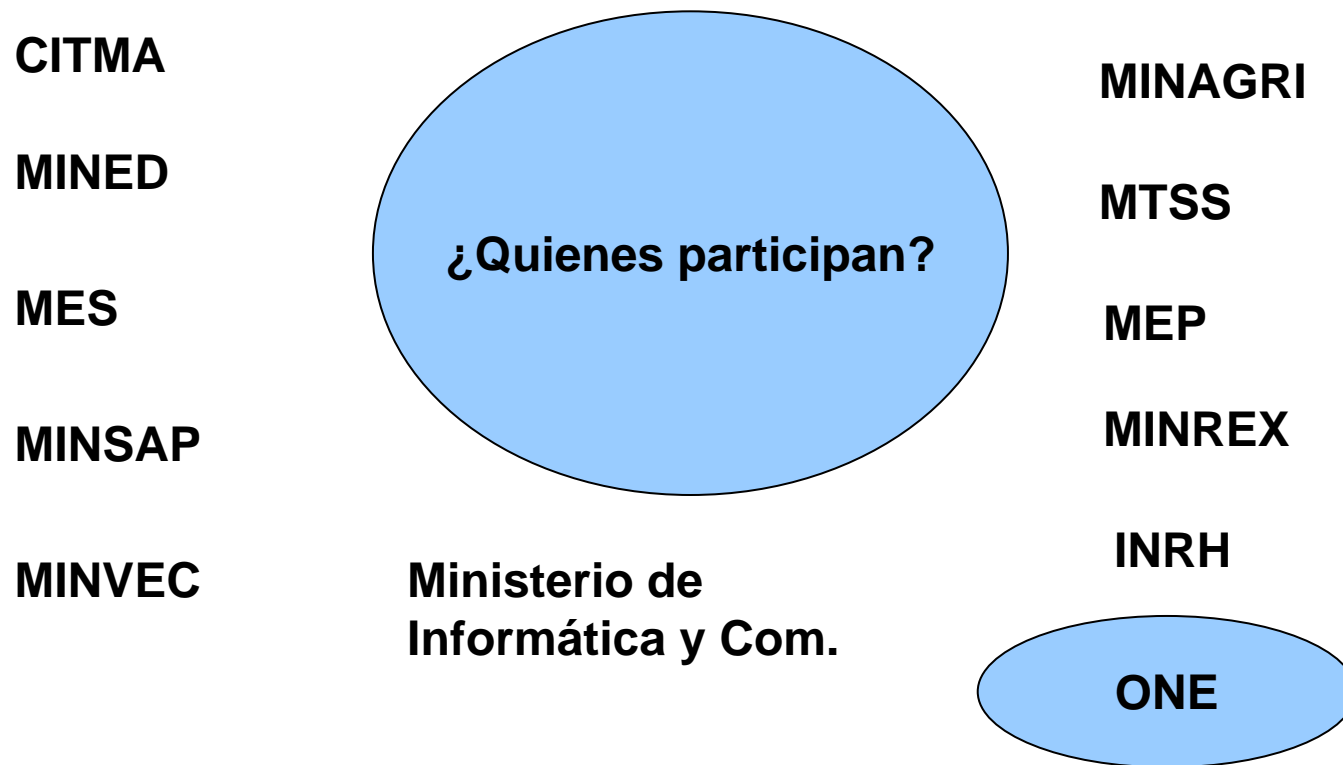 CITMA
MINED
MES
MINSAP
MINVEC
¿Quienes participan?
Ministerio de
Informática y Com.
MINAGRI
MTSS
MEP
MINREX
INRH
ONE